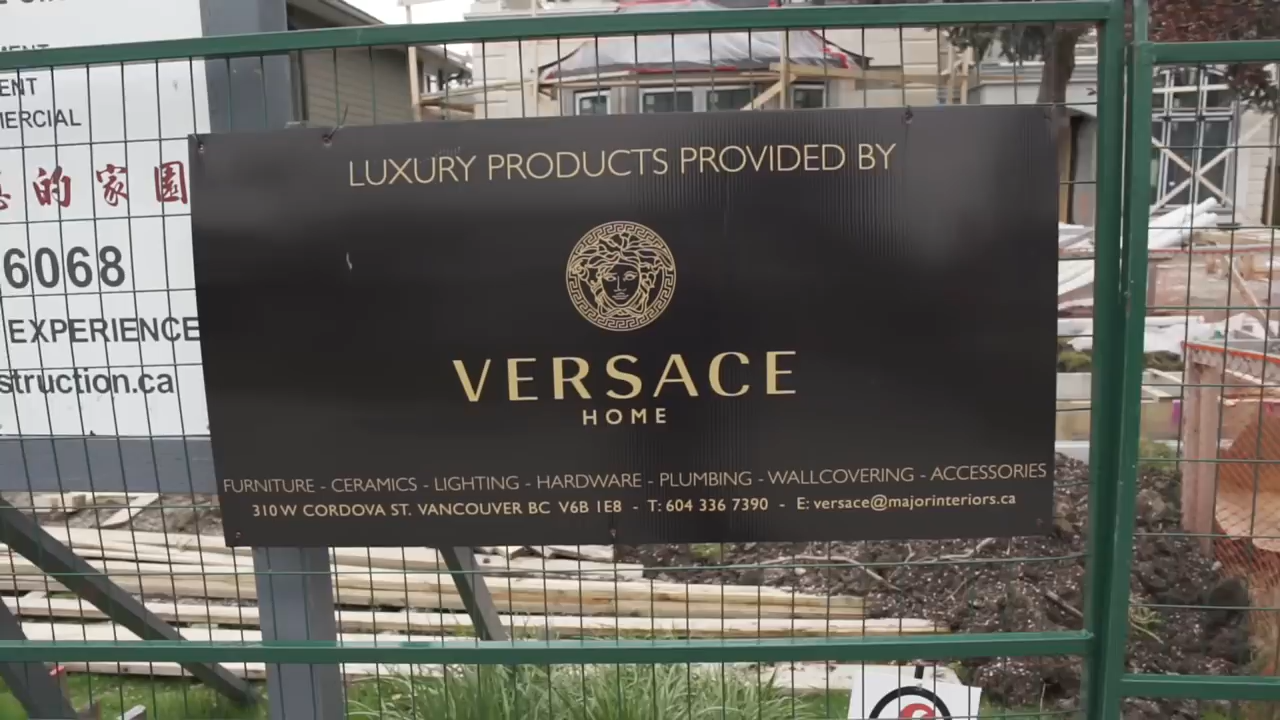 ENT
ERCIAL
的家園
6068
EXPERIENCE
struction.ca
LUXURY PRODUCTS PROVIDED BY
VERSACE
HOME
FURNITURE - CERAMICS - LIGHTING - HARDWARE - PLUMBING - WALLCOVERING - ACCESSORIES
310 W CORDOVA ST. VANCOUVER BC V6B 1E8 - T: 604 336 7390 - E: versace@majorinteriors.ca